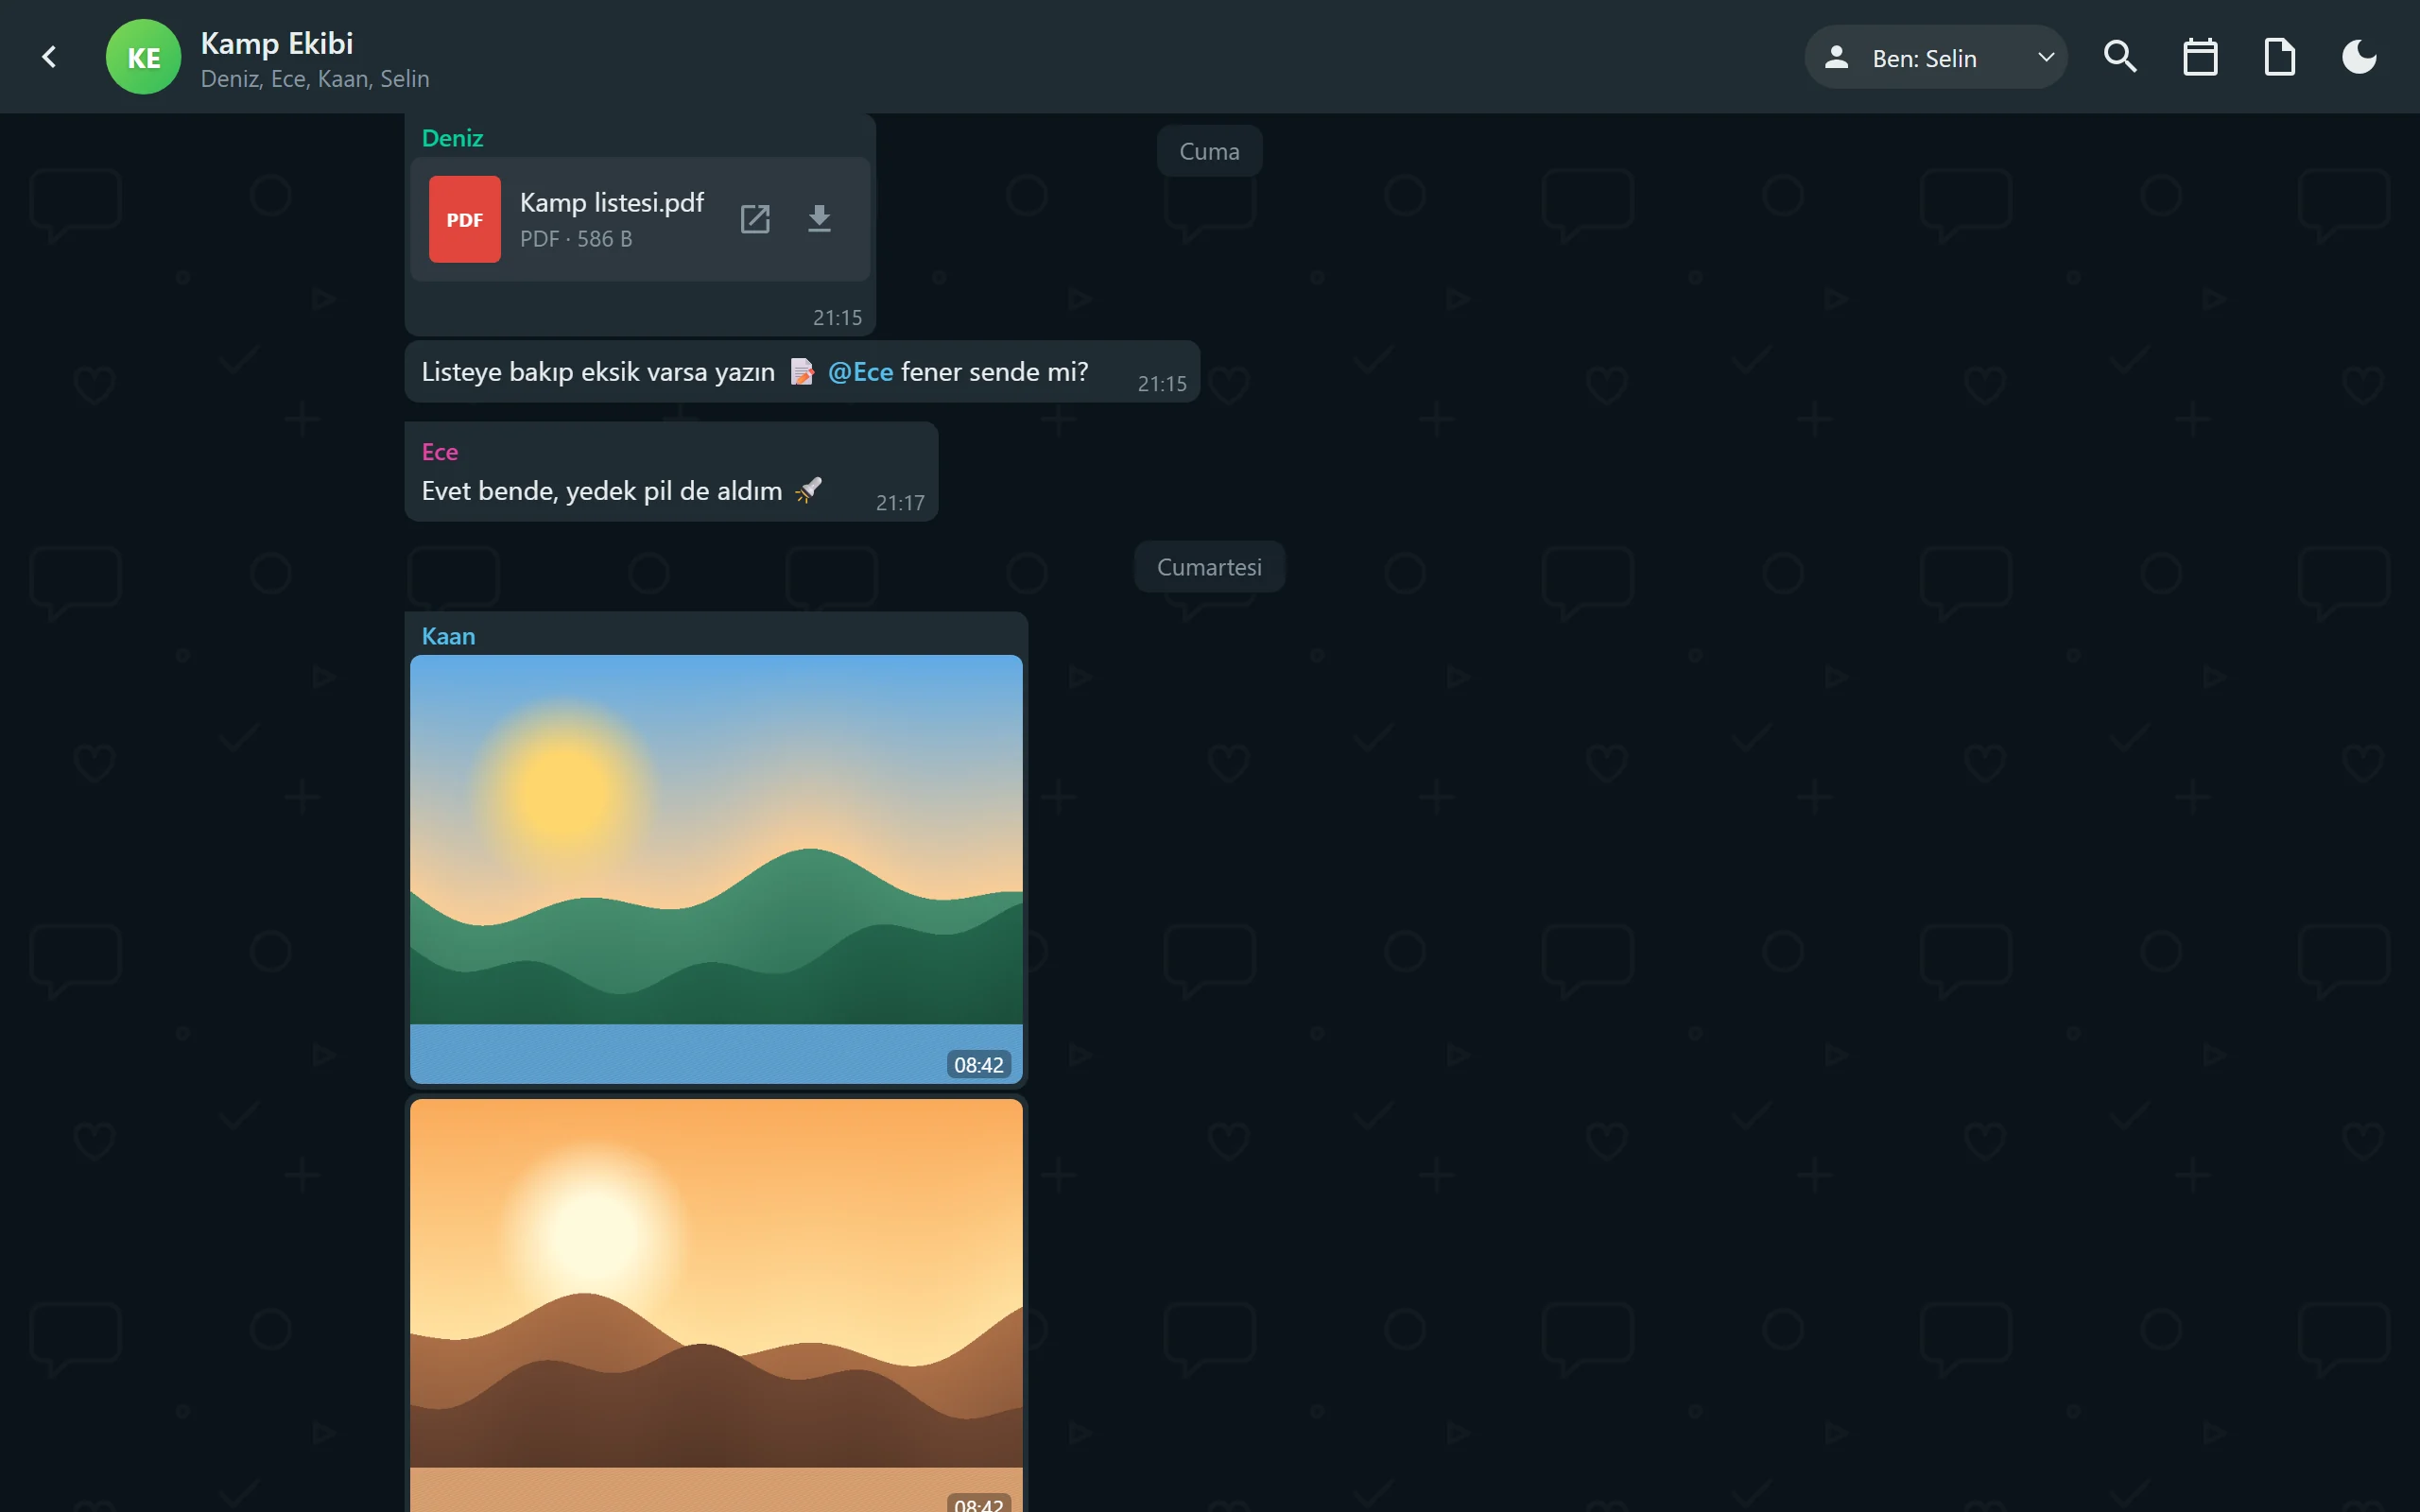 KE
Kamp Ekibi
Deniz, Ece, Kaan, Selin
Ben: Selin
Cuma
Deniz
PDF
Kamp listesi.pdf
PDF · 586 B
21:15
Listeye bakıp eksik varsa yazın 📝 @Ece fener sende mi?
21:15
Ece
Evet bende, yedek pil de aldım 🔦
21:17
Cumartesi
Kaan
08:42
08:42